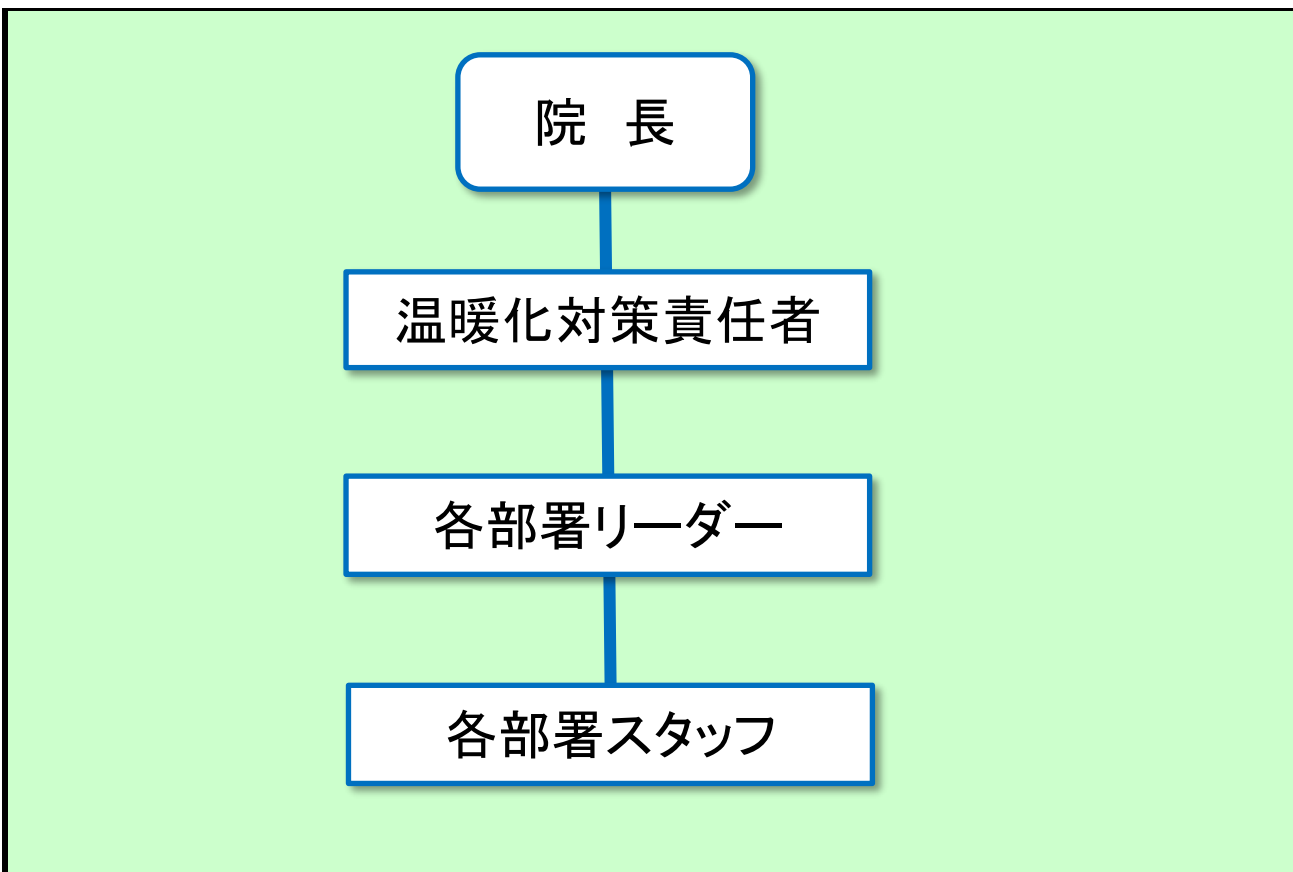 院　長
温暖化対策責任者
各部署リーダー
各部署スタッフ